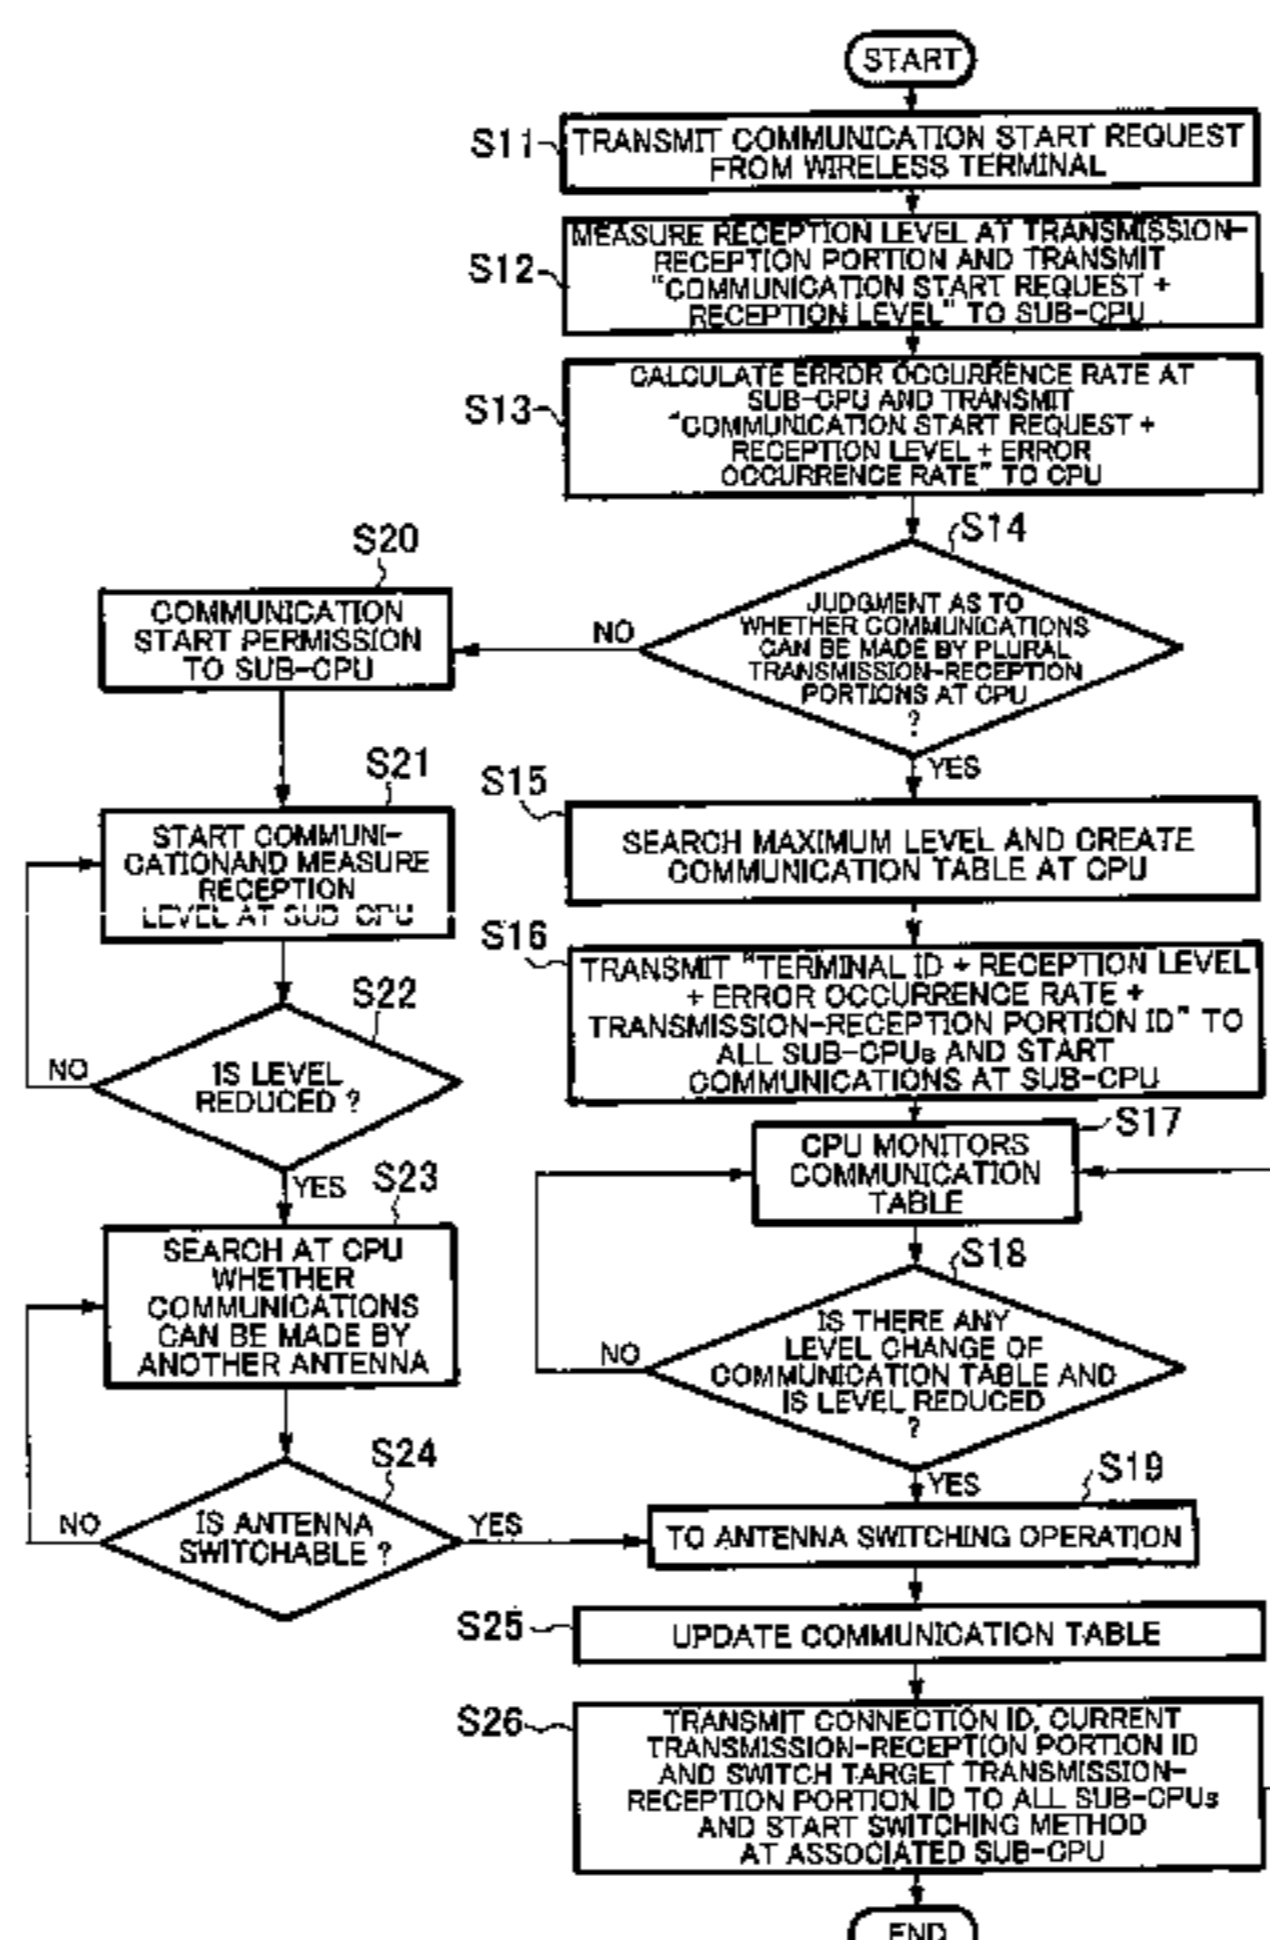 START
S11
TRANSMIT COMMUNICATION START REQUEST
FROM WIRELESS TERMINAL
S12
MEASURE RECEPTION LEVEL AT TRANSMISSION-
RECEPTION PORTION AND TRANSMIT
"COMMUNICATION START REQUEST +
RECEPTION LEVEL" TO SUB-CPU
S13
CALCULATE ERROR OCCURRENCE RATE AT
SUB-CPU AND TRANSMIT
"COMMUNICATION START REQUEST +
RECEPTION LEVEL + ERROR
OCCURRENCE RATE" TO CPU
S14
JUDGMENT AS TO
WHETHER COMMUNICATIONS
CAN BE MADE BY PLURAL
TRANSMISSION-RECEPTION
PORTIONS AT CPU
?
NO
YES
S20
COMMUNICATION
START PERMISSION
TO SUB-CPU
S21
START COMMUNI-
CATIONAND MEASURE
RECEPTION
LEVEL AT SUB-CPU
S22
IS LEVEL
REDUCED ?
NO
YES
S23
SEARCH AT CPU
WHETHER
COMMUNICATIONS
CAN BE MADE BY
ANOTHER ANTENNA
S24
IS ANTENNA
SWITCHABLE ?
NO
YES
S15
SEARCH MAXIMUM LEVEL AND CREATE
COMMUNICATION TABLE AT CPU
S16
TRANSMIT "TERMINAL ID + RECEPTION LEVEL
+ ERROR OCCURRENCE RATE +
TRANSMISSION-RECEPTION PORTION ID" TO
ALL SUB-CPUs AND START
COMMUNICATIONS AT SUB-CPU
S17
CPU MONITORS
COMMUNICATION
TABLE
S18
IS THERE ANY
LEVEL CHANGE OF
COMMUNICATION TABLE AND
IS LEVEL REDUCED
?
NO
YES
S19
TO ANTENNA SWITCHING OPERATION
S25
UPDATE COMMUNICATION TABLE
S26
TRANSMIT CONNECTION ID, CURRENT
TRANSMISSION-RECEPTION PORTION ID
AND SWITCH TARGET TRANSMISSION-
RECEPTION PORTION ID TO ALL SUB-CPUs
AND START SWITCHING METHOD
AT ASSOCIATED SUB-CPU
END